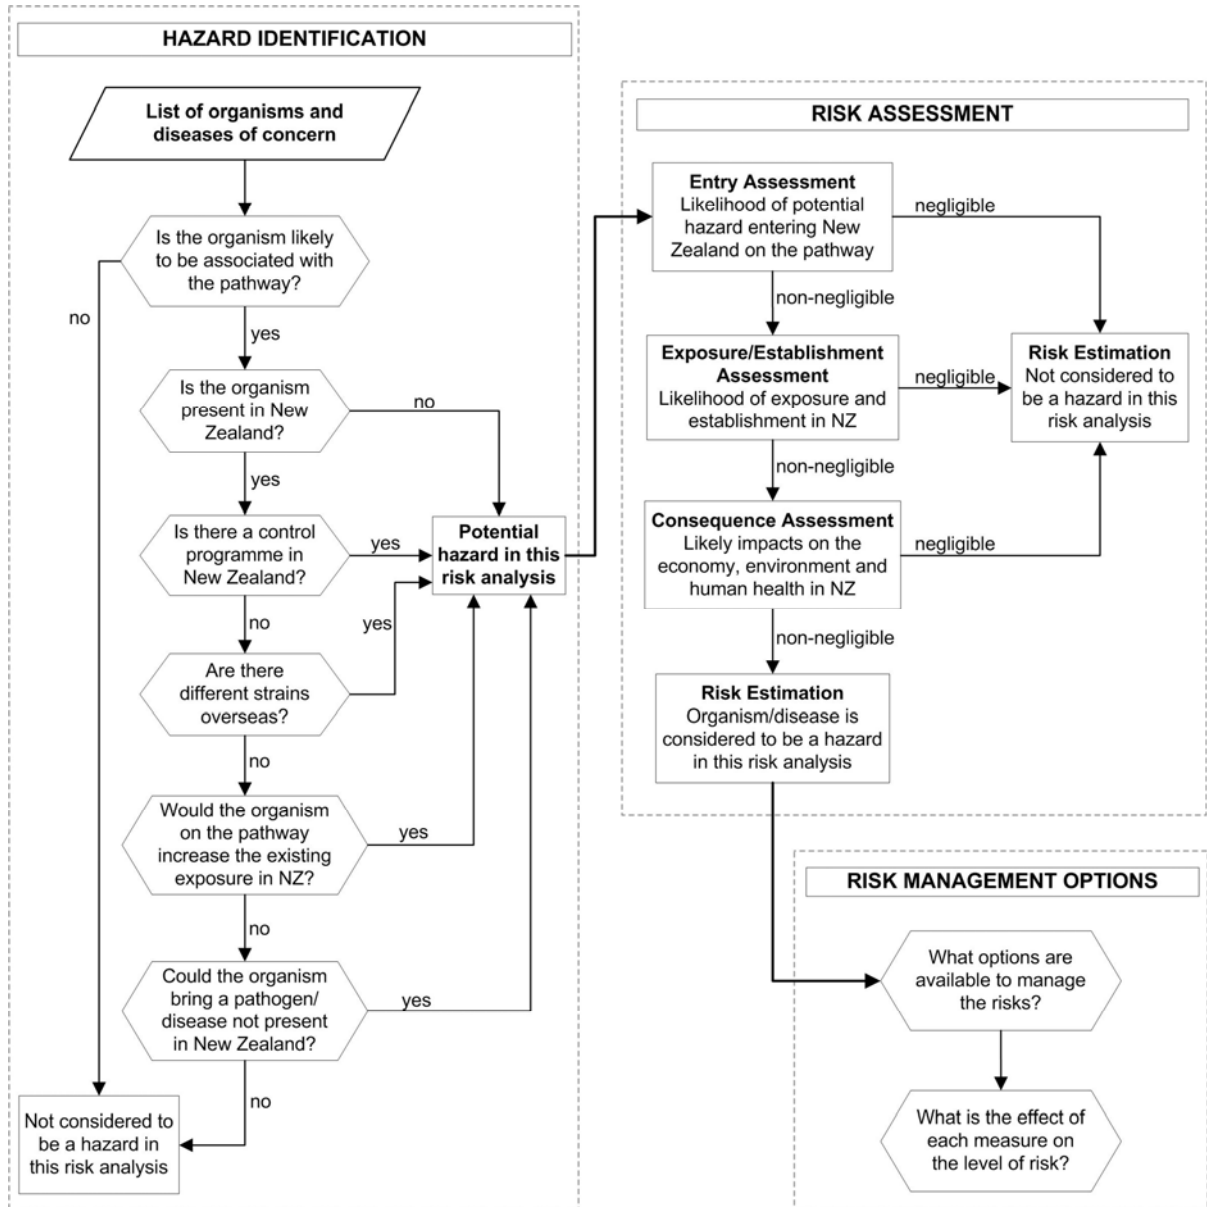 HAZARD IDENTIFICATION
List of organisms and
diseases of concern
Is the organism likely
to be associated with
the pathway?
no
yes
Is the organism
present in New
Zealand?
no
yes
Is there a control
programme in
New Zealand?
yes
Potential
hazard in this
risk analysis
no
yes
Are there
different strains
overseas?
no
Would the organism
on the pathway
increase the existing
exposure in NZ?
yes
no
Could the organism
bring a pathogen/
disease not present
in New Zealand?
yes
no
Not considered to
be a hazard in
this risk analysis
RISK ASSESSMENT
Entry Assessment
Likelihood of potential
hazard entering New
Zealand on the pathway
negligible
non-negligible
Exposure/Establishment
Assessment
Likelihood of exposure and
establishment in NZ
negligible
Risk Estimation
Not considered to
be a hazard in this
risk analysis
non-negligible
Consequence Assessment
Likely impacts on the
economy, environment and
human health in NZ
negligible
non-negligible
Risk Estimation
Organism/disease is
considered to be a hazard
in this risk analysis
RISK MANAGEMENT OPTIONS
What options are
available to manage
the risks?
What is the effect of
each measure on
the level of risk?